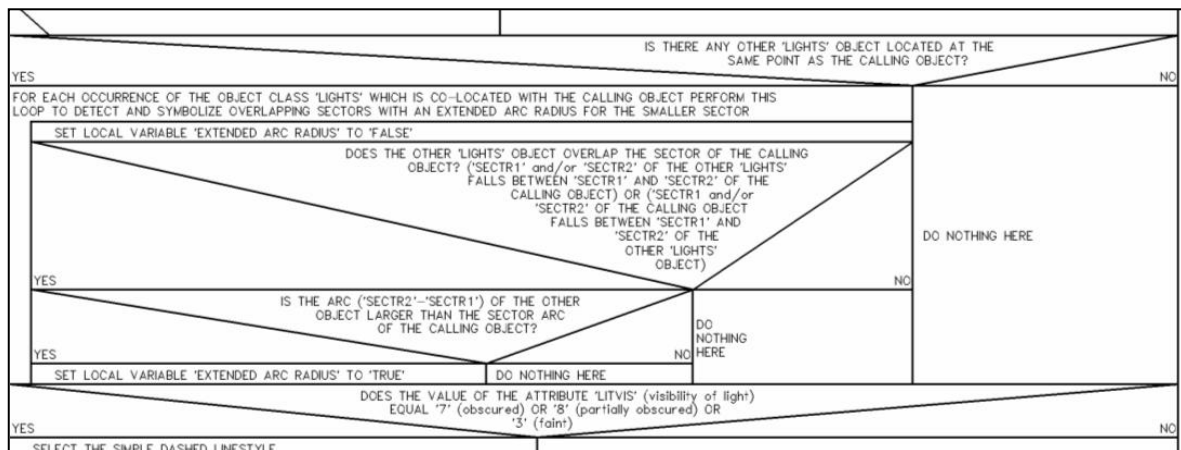 IS THERE ANY OTHER 'LIGHTS' OBJECT LOCATED AT THE
SAME POINT AS THE CALLING OBJECT?
YES
NO
FOR EACH OCCURRENCE OF THE OBJECT CLASS 'LIGHTS' WHICH IS CO-LOCATED WITH THE CALLING OBJECT PERFORM THIS
LOOP TO DETECT AND SYMBOLIZE OVERLAPPING SECTORS WITH AN EXTENDED ARC RADIUS FOR THE SMALLER SECTOR
SET LOCAL VARIABLE 'EXTENDED ARC RADIUS' TO 'FALSE'
DOES THE OTHER 'LIGHTS' OBJECT OVERLAP THE SECTOR OF THE CALLING
OBJECT? ('SECTR1' and/or 'SECTR2' OF THE OTHER 'LIGHTS'
FALLS BETWEEN 'SECTR1' AND 'SECTR2' OF THE
CALLING OBJECT) OR ('SECTR1 and/or
'SECTR2' OF THE CALLING OBJECT
FALLS BETWEEN 'SECTR1' AND
'SECTR2' OF THE
OTHER 'LIGHTS'
OBJECT)
YES
NO
DO NOTHING HERE
IS THE ARC ('SECTR2'-'SECTR1') OF THE OTHER
OBJECT LARGER THAN THE SECTOR ARC
OF THE CALLING OBJECT?
YES
NO
DO
NOTHING
HERE
SET LOCAL VARIABLE 'EXTENDED ARC RADIUS' TO 'TRUE'
DO NOTHING HERE
DOES THE VALUE OF THE ATTRIBUTE 'LITVIS' (visibility of light)
EQUAL '7' (obscured) OR '8' (partially obscured) OR
'3' (faint)
YES
NO
SELECT THE SIMPLE DASHED LINESTYLE